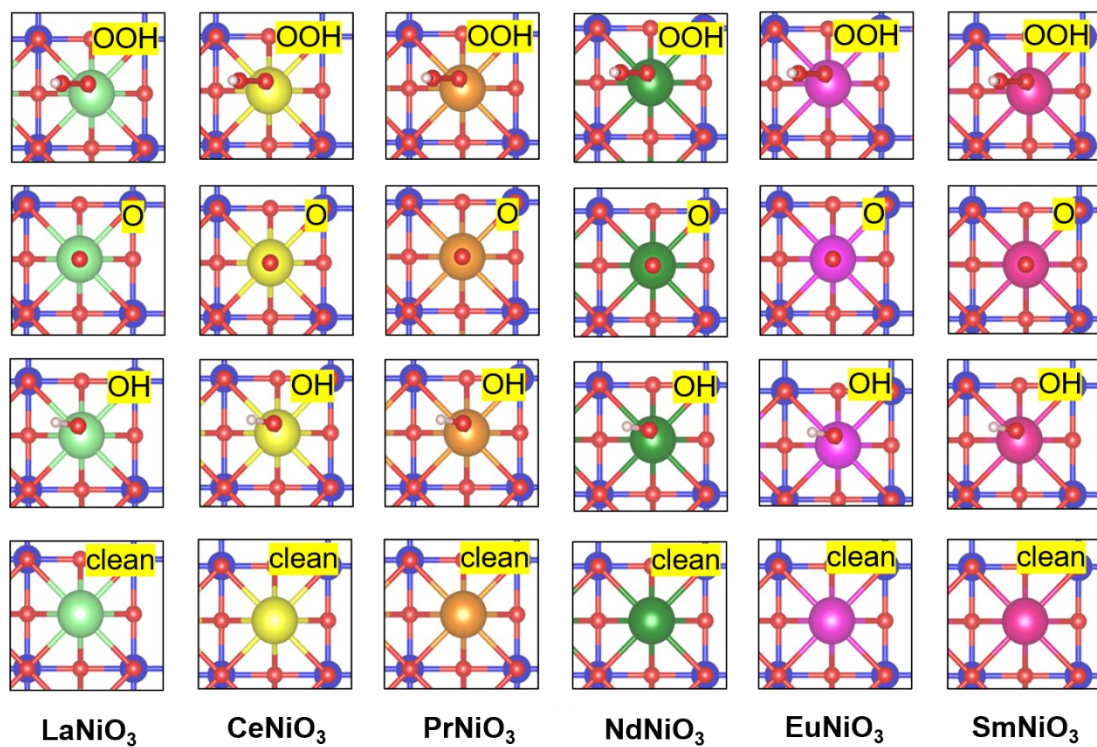 OOH OOH OOH OOH OOH OOH
O O O O O O
OH OH OH OH OH OH
clean clean clean clean clean clean
LaNiO₃ CeNiO₃ PrNiO₃ NdNiO₃ EuNiO₃ SmNiO₃